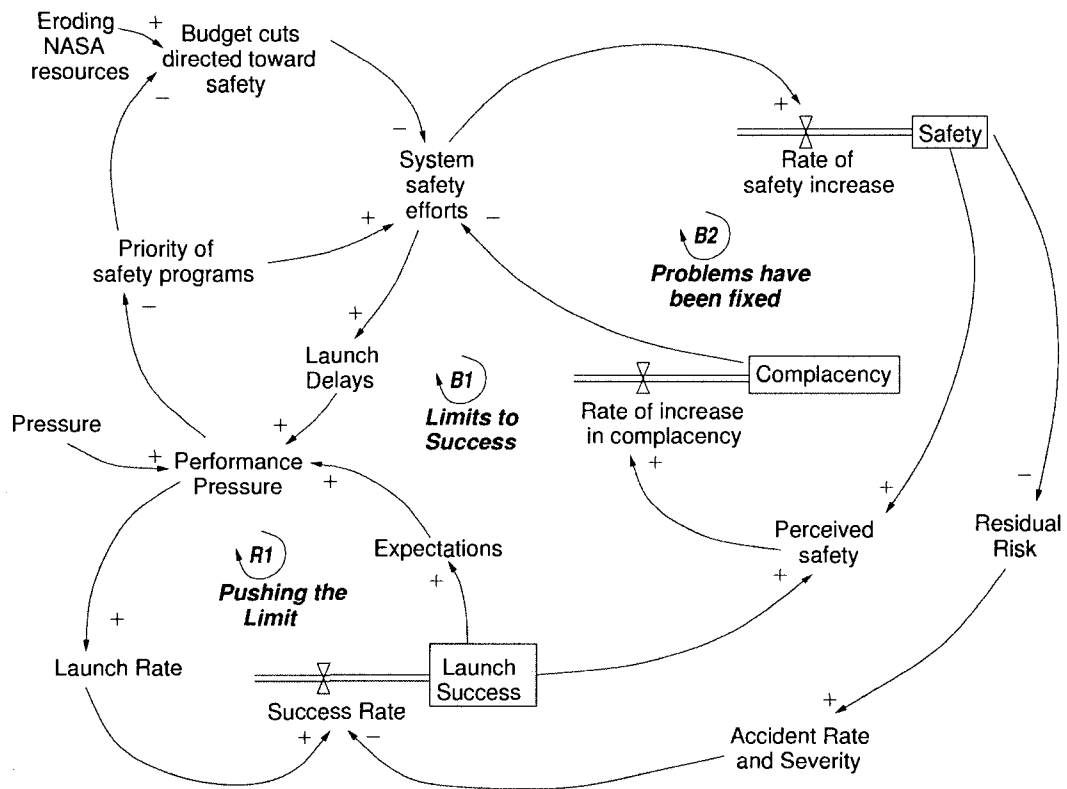 Eroding
NASA
resources
+
Budget cuts
directed toward
safety
−
−
System
safety
efforts
+
−
+
Rate of
safety increase
Safety
B2
Problems have
been fixed
Priority of
safety programs
−
+
Launch
Delays
B1
Limits to
Success
Complacency
Rate of increase
in complacency
+
Pressure
+
+
Performance
Pressure
+
+
Perceived
safety
+
−
Residual
Risk
R1
Pushing the
Limit
Expectations
+
+
Launch Rate
Launch
Success
Success Rate
+
−
+
Accident Rate
and Severity